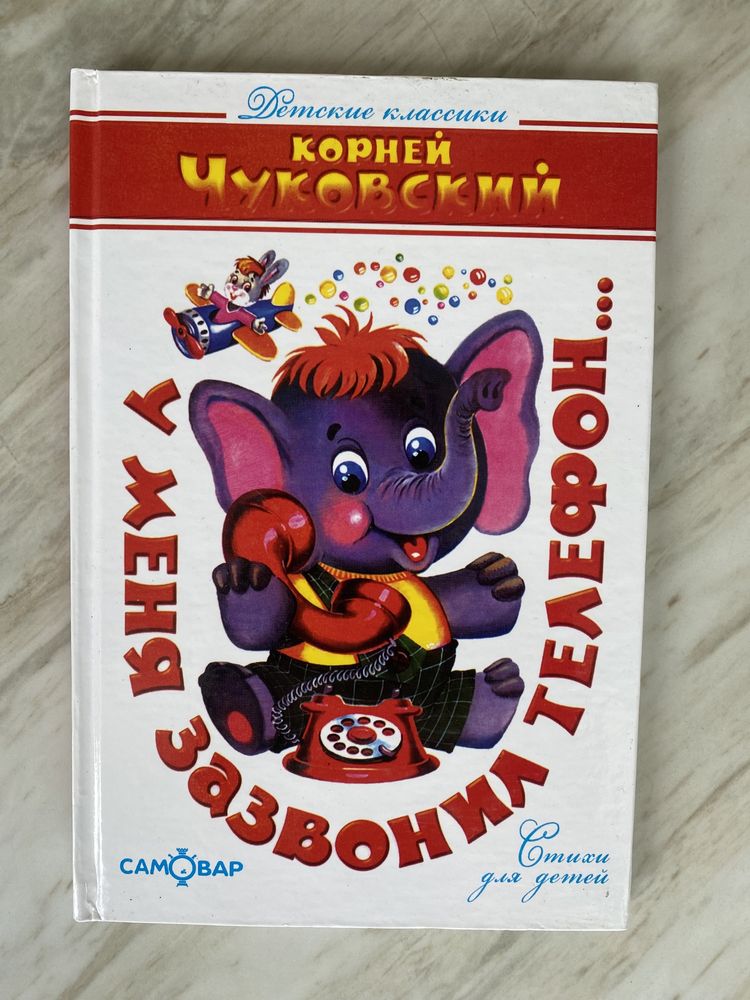 Детские классики
КОРНЕЙ
ЧУКОВСКИЙ
У МЕНЯ ЗАЗВОНИЛ ТЕЛЕФОН...
Стихи
для детей
САМОВАР